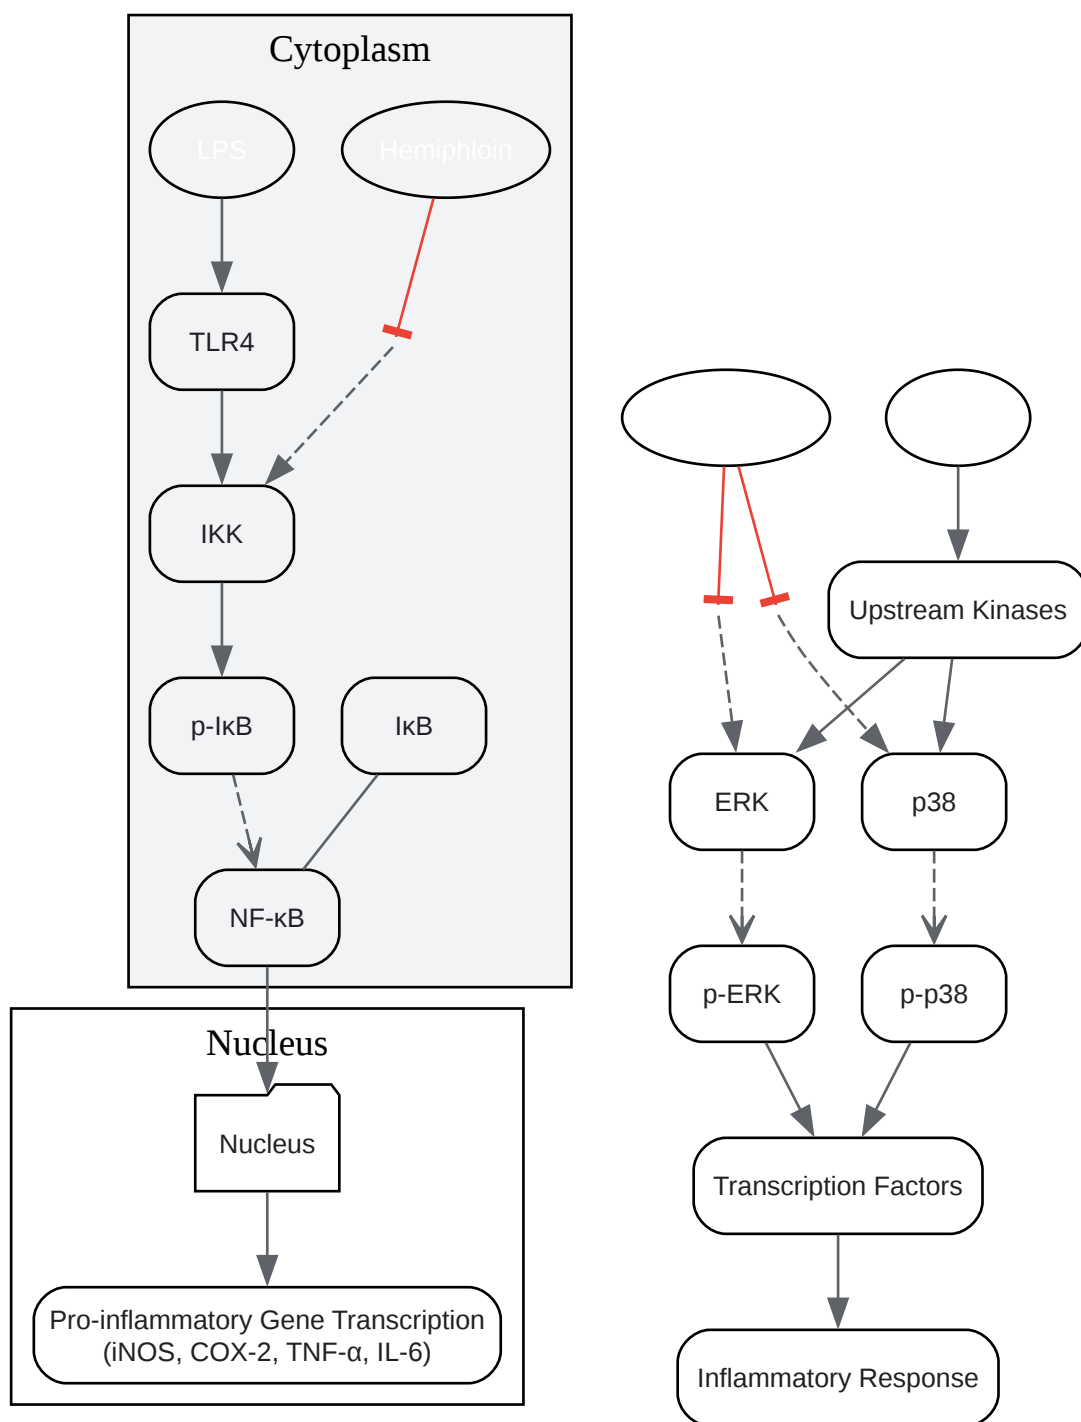 Cytoplasm
LPS
Hemiphloin
TLR4
IKK
Upstream Kinases
p-IκB
IκB
ERK
p38
NF-κB
p-ERK
p-p38
Nucleus
Nucleus
Transcription Factors
Pro-inflammatory Gene Transcription
(iNOS, COX-2, TNF-α, IL-6)
Inflammatory Response